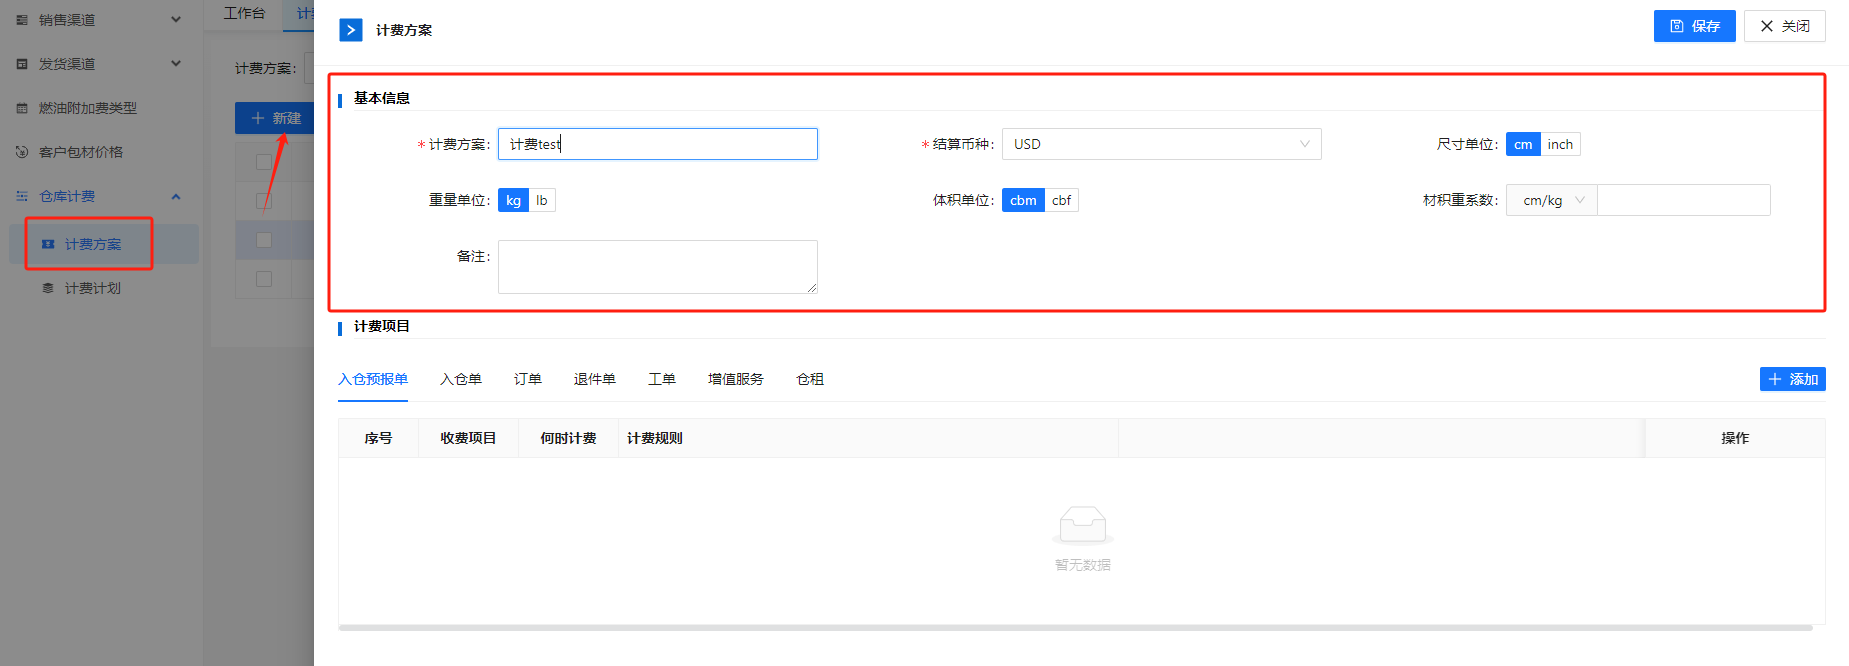 销售渠道
发货渠道
燃油附加费类型
客户包材价格
仓库计费
计费方案
计费计划
工作台
计费方案:
新建
计费方案
保存
关闭
基本信息
* 计费方案: 计费test
* 结算币种: USD
尺寸单位: cm inch
重量单位: kg lb
体积单位: cbm cbf
材积重系数: cm/kg
备注:
计费项目
入仓预报单 入仓单 订单 退件单 工单 增值服务 仓租
添加
序号 收费项目 何时计费 计费规则 操作
暂无数据